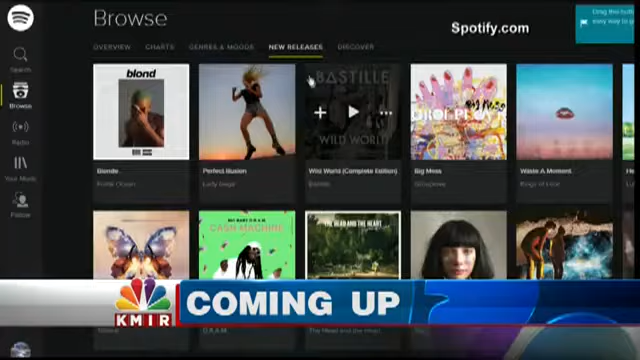 Browse
Spotify.com
OVERVIEW CHARTS GENRES & MOODS NEW RELEASES DISCOVER
Search
Browse
Radio
Your Music
Follow
blond
BASTILLE
WILD WORLD
Blonde
Frank Ocean
Perfect Illusion
Lady Gaga
Wild World (Complete Edition)
Bastille
Big Mess
Grouplove
Waste A Moment
Kings of Leon
CASH MACHINE
THE HEAD AND THE HEART
COMING UP
KMIR
D.R.A.M.
The Head and the Heart